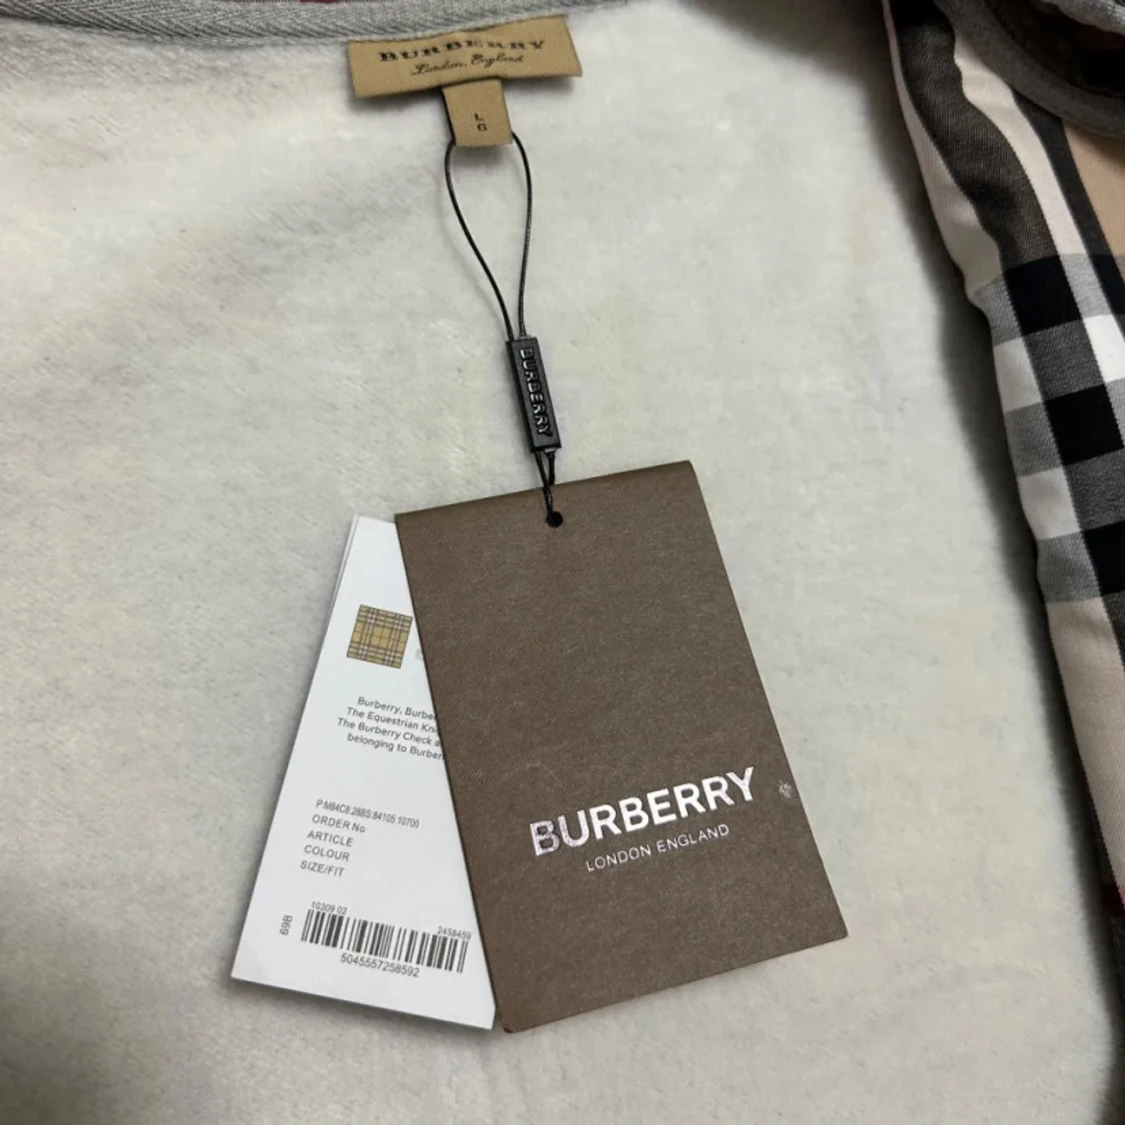 BURBERRY
London, England
L
G
BURBERRY
Burberry, Burber
The Equestrian Kn
The Burberry Check a
belonging to Burber
P.M84C8:28BS:84105:10700
ORDER No
ARTICLE
COLOUR
SIZE/FIT
10309 02
2458459
69B
5045557258592
BURBERRY
LONDON ENGLAND